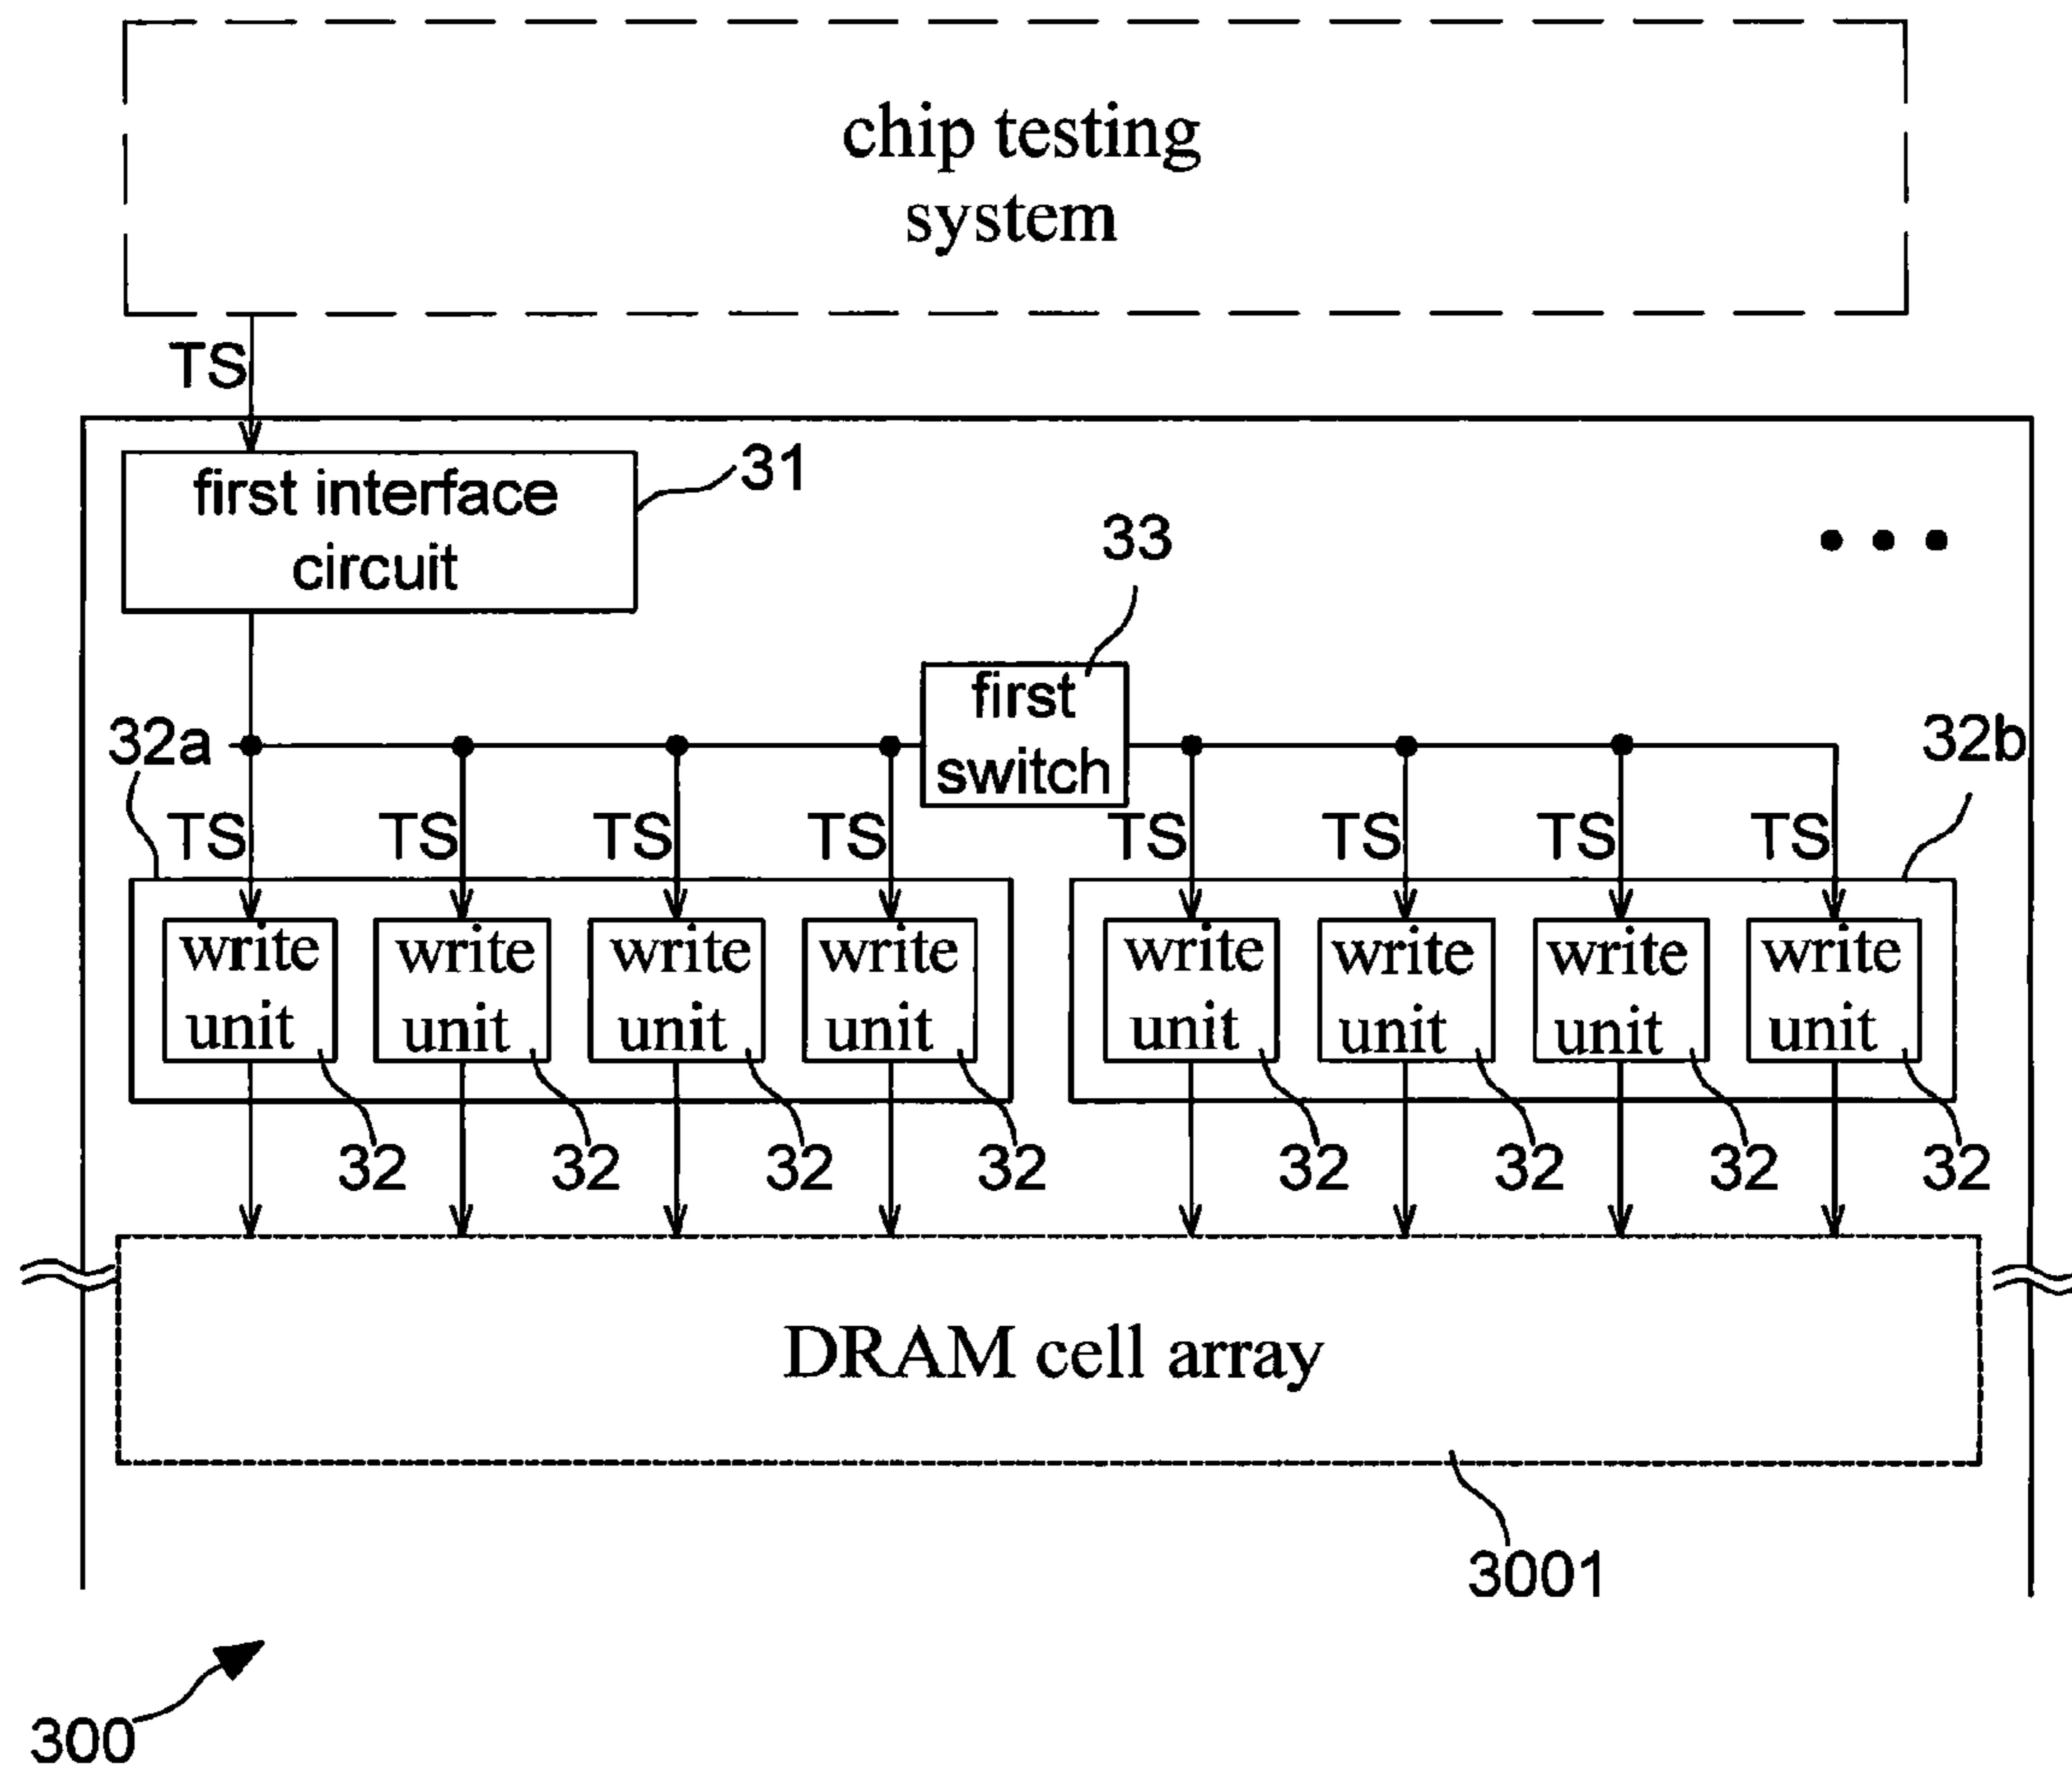 chip testing
system
TS
first interface
circuit
31
33
first
switch
32a
32b
TS TS TS TS TS TS TS TS
write write write write write write write write
unit unit unit unit unit unit unit unit
32 32 32 32 32 32 32 32
DRAM cell array
3001
300